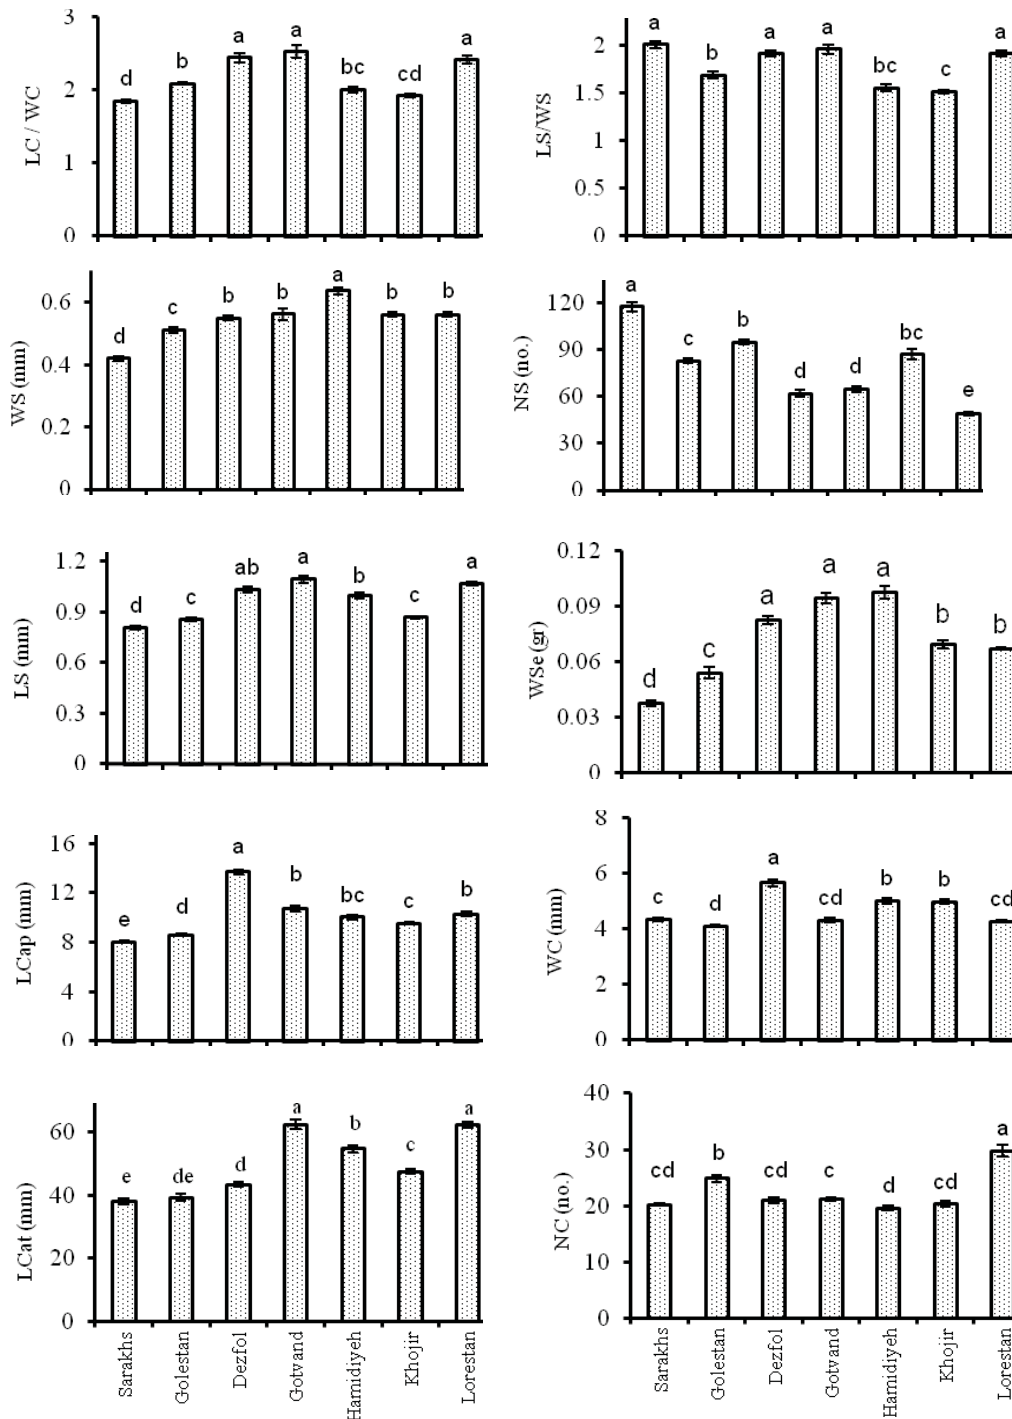 LC / WC
3
2
1
0
d
b
a
a
bc
cd
a
LS/WS
2
1.5
1
0.5
0
a
b
a
a
bc
c
a
WS (mm)
0.6
0.4
0.2
0
d
c
b
b
a
b
b
NS (no.)
120
90
60
30
0
a
c
b
d
d
bc
e
LS (mm)
1.2
0.9
0.6
0.3
0
d
c
ab
a
b
c
a
WSe (gr)
0.12
0.09
0.06
0.03
0
d
c
a
a
a
b
b
LCap (mm)
16
12
8
4
0
e
d
a
b
bc
c
b
WC (mm)
8
6
4
2
0
c
d
a
cd
b
b
cd
LCat (mm)
60
40
20
0
e
de
d
a
b
c
a
Sarakhs
Golestan
Dezfol
Gotvand
Hamidiyeh
Khojir
Lorestan
NC (no.)
40
30
20
10
0
cd
b
cd
c
d
cd
a
Sarakhs
Golestan
Dezfol
Gotvand
Hamidiyeh
Khojir
Lorestan